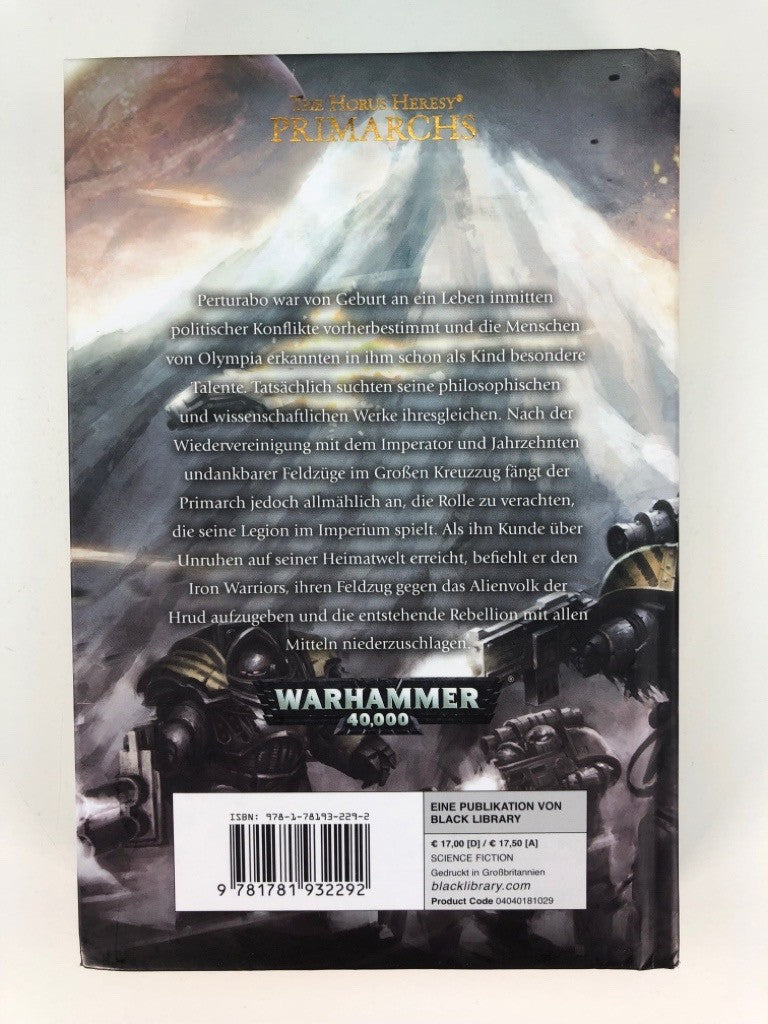 THE HORUS HERESY®
PRIMARCHS
Perturabo war von Geburt an ein Leben inmitten
politischer Konflikte vorherbestimmt und die Menschen
von Olympia erkannten in ihm schon als Kind besondere
Talente. Tatsächlich suchten seine philosophischen
und wissenschaftlichen Werke ihresgleichen. Nach der
Wiedervereinigung mit dem Imperator und Jahrzehnten
undankbarer Feldzüge im Großen Kreuzzug fängt der
Primarch jedoch allmählich an, die Rolle zu verachten,
die seine Legion im Imperium spielt. Als ihn Kunde über
Unruhen auf seiner Heimatwelt erreicht, befiehlt er den
Iron Warriors, ihren Feldzug gegen das Alienvolk der
Hrud aufzugeben und die entstehende Rebellion mit allen
Mitteln niederzuschlagen.
WARHAMMER®
40,000
ISBN: 978-1-78193-229-2
9 781781 932292
EINE PUBLIKATION VON
BLACK LIBRARY
€ 17,00 [D] / € 17,50 [A]
SCIENCE FICTION
Gedruckt in Großbritannien
blacklibrary.com
Product Code 04040181029